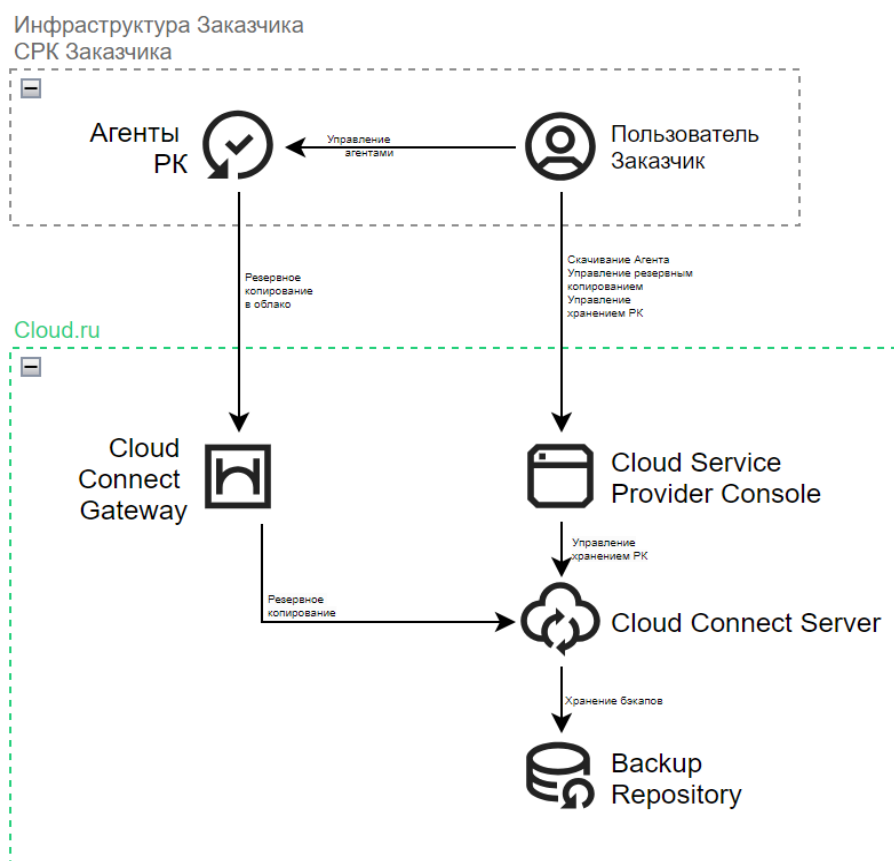 Инфраструктура Заказчика
СРК Заказчика
Агенты
РК
Управление
агентами
Пользователь
Заказчик
Резервное
копирование
в облако
Скачивание Агента
Управление резервным
копированием
Управление
хранением РК
Cloud.ru
Cloud
Connect
Gateway
Cloud Service
Provider Console
Управление
хранением РК
Резервное
копирование
Cloud Connect Server
Хранение бэкапов
Backup
Repository